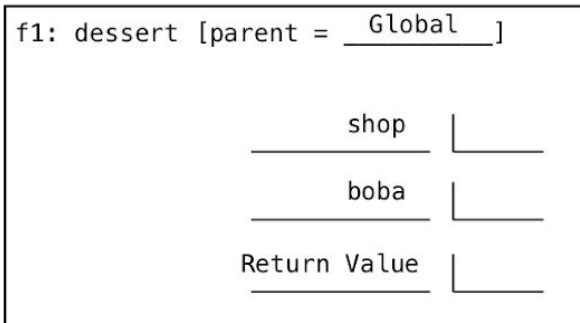 f1: dessert [parent = Global]
shop
boba
Return Value